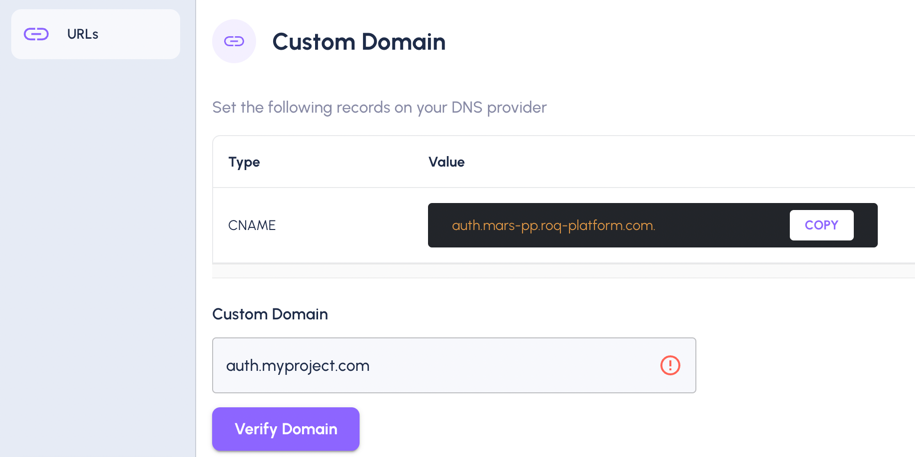 URLs
Custom Domain
Set the following records on your DNS provider
Type Value
CNAME auth.mars-pp.roq-platform.com. COPY
Custom Domain
auth.myproject.com
Verify Domain